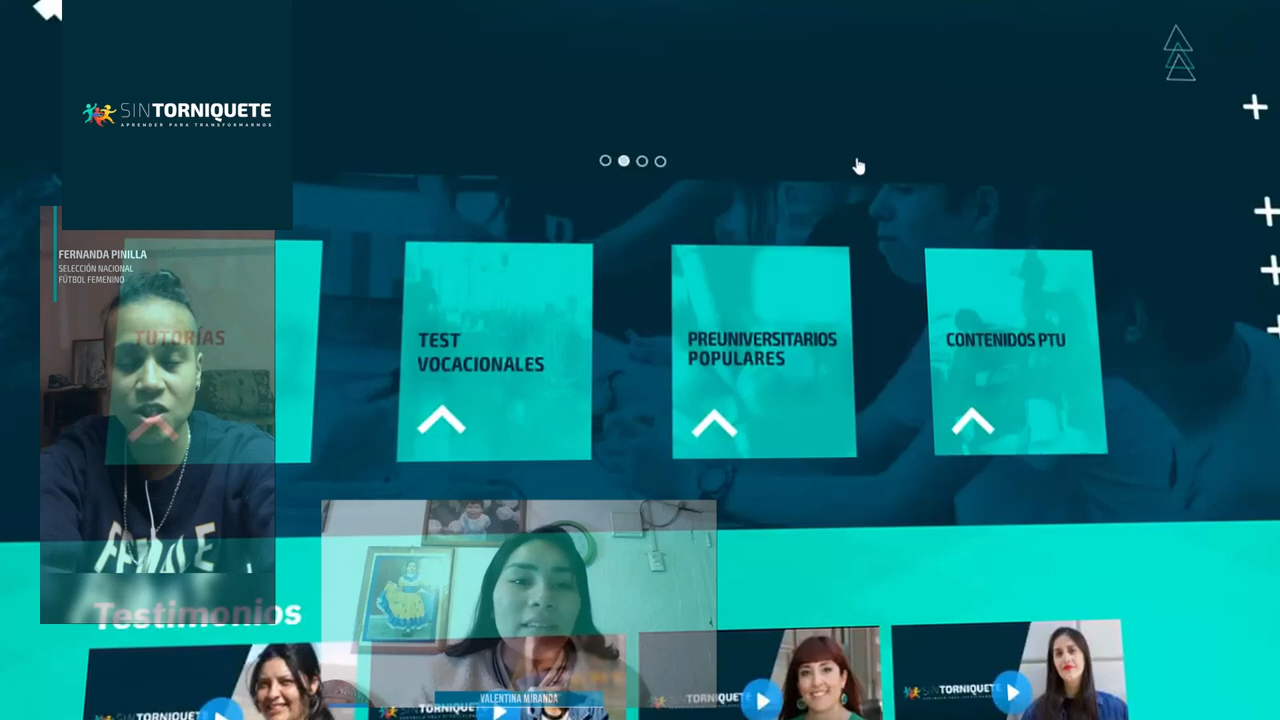 SINTORNIQUETE
APRENDER PARA TRANSFORMARNOS
FERNANDA PINILLA
SELECCIÓN NACIONAL
FÚTBOL FEMENINO
TUTORÍAS
TEST
VOCACIONALES
PREUNIVERSITARIOS
POPULARES
CONTENIDOS PTU
Testimonios
VALENTINA MIRANDA
SINTORNIQUETE
SINTORNIQUETE
SINTORNIQUETE
SINTORNIQUETE